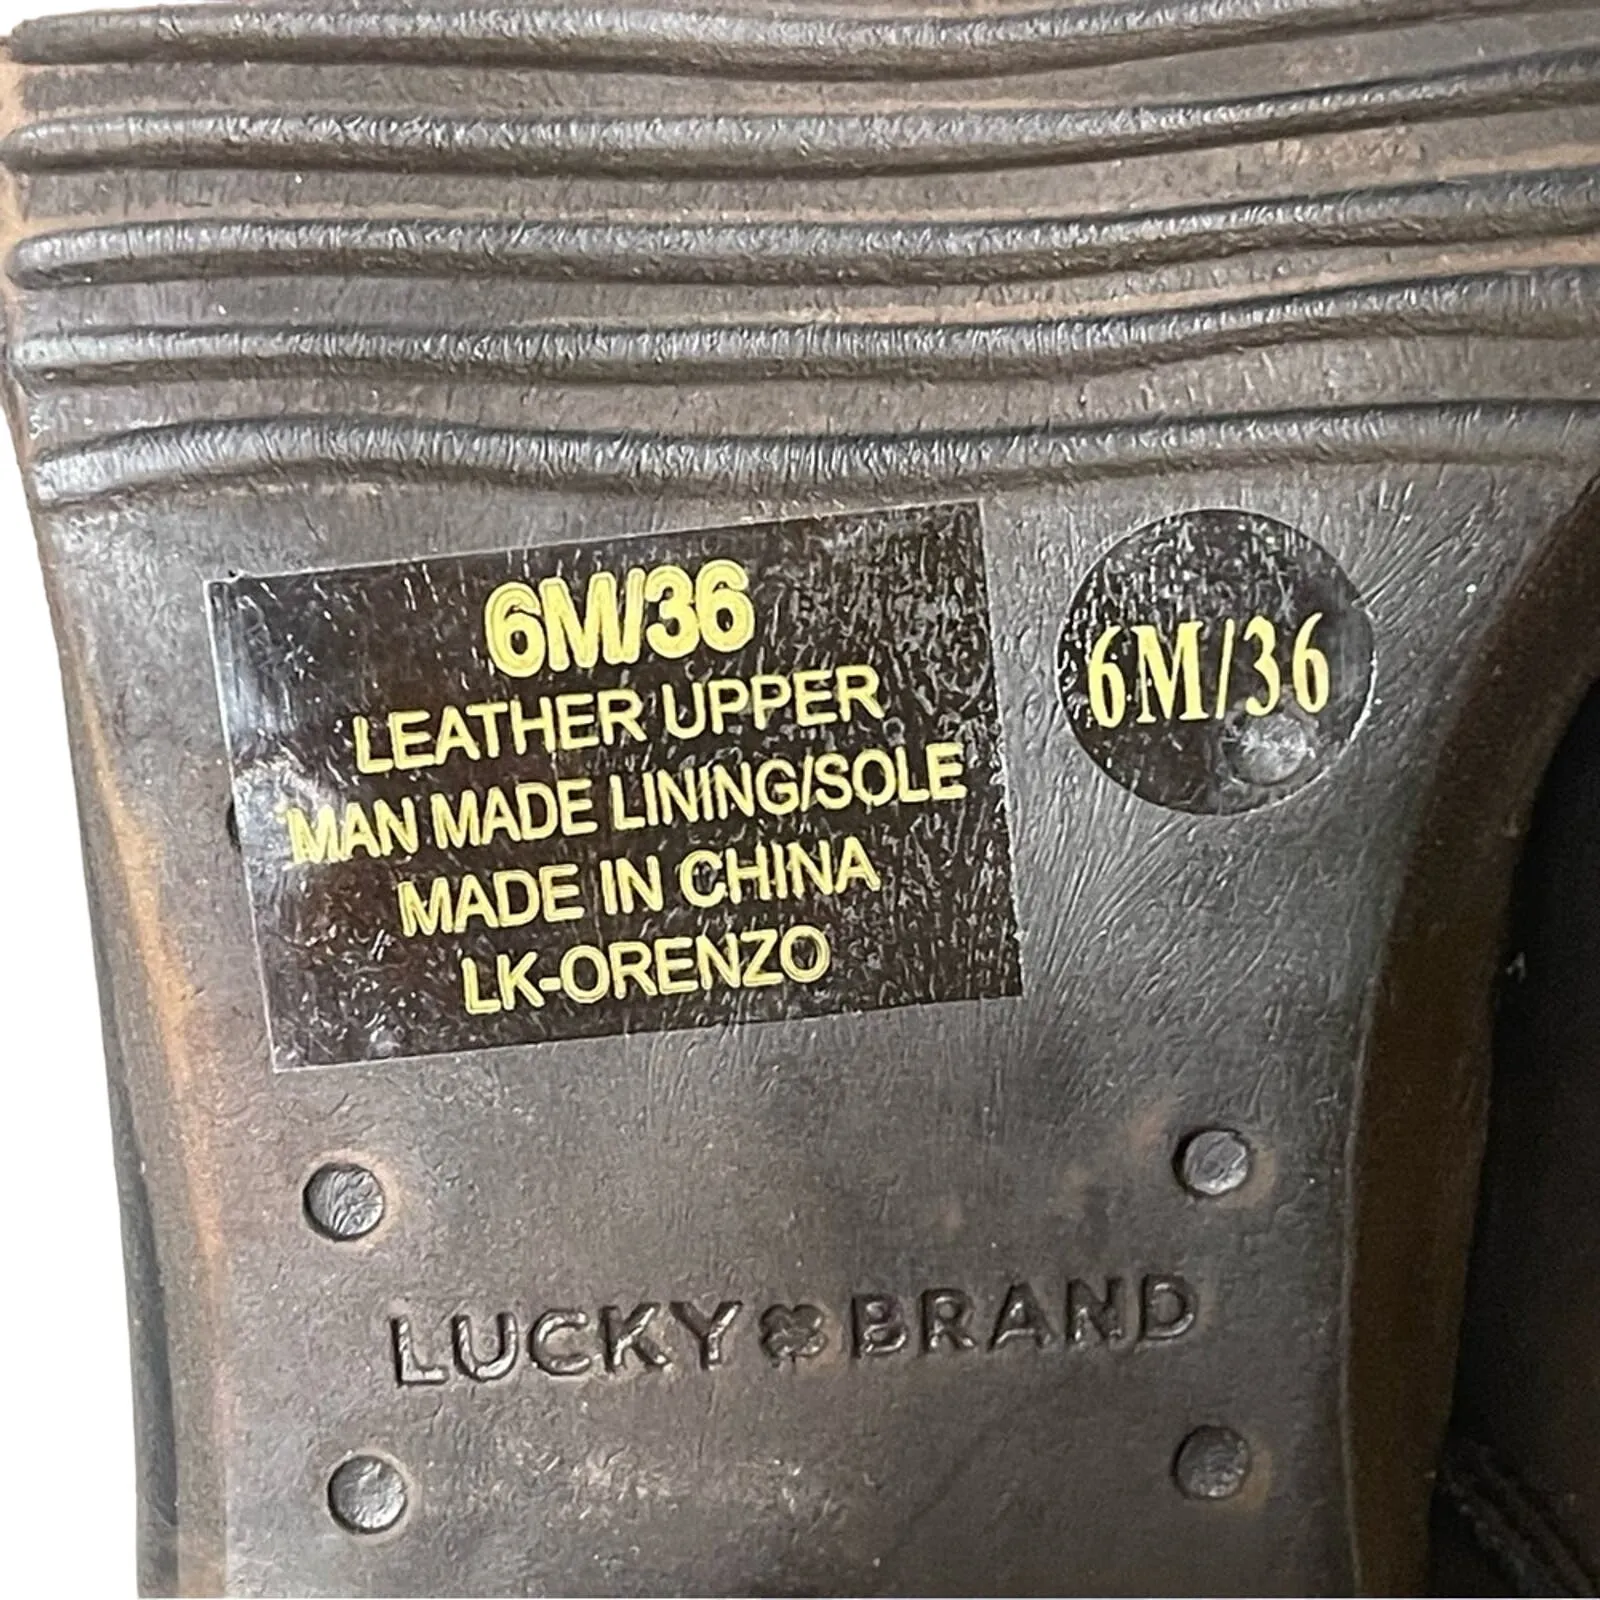 6M/36
LEATHER UPPER
MAN MADE LINING/SOLE
MADE IN CHINA
LK-ORENZO
6M/36
LUCKY BRAND